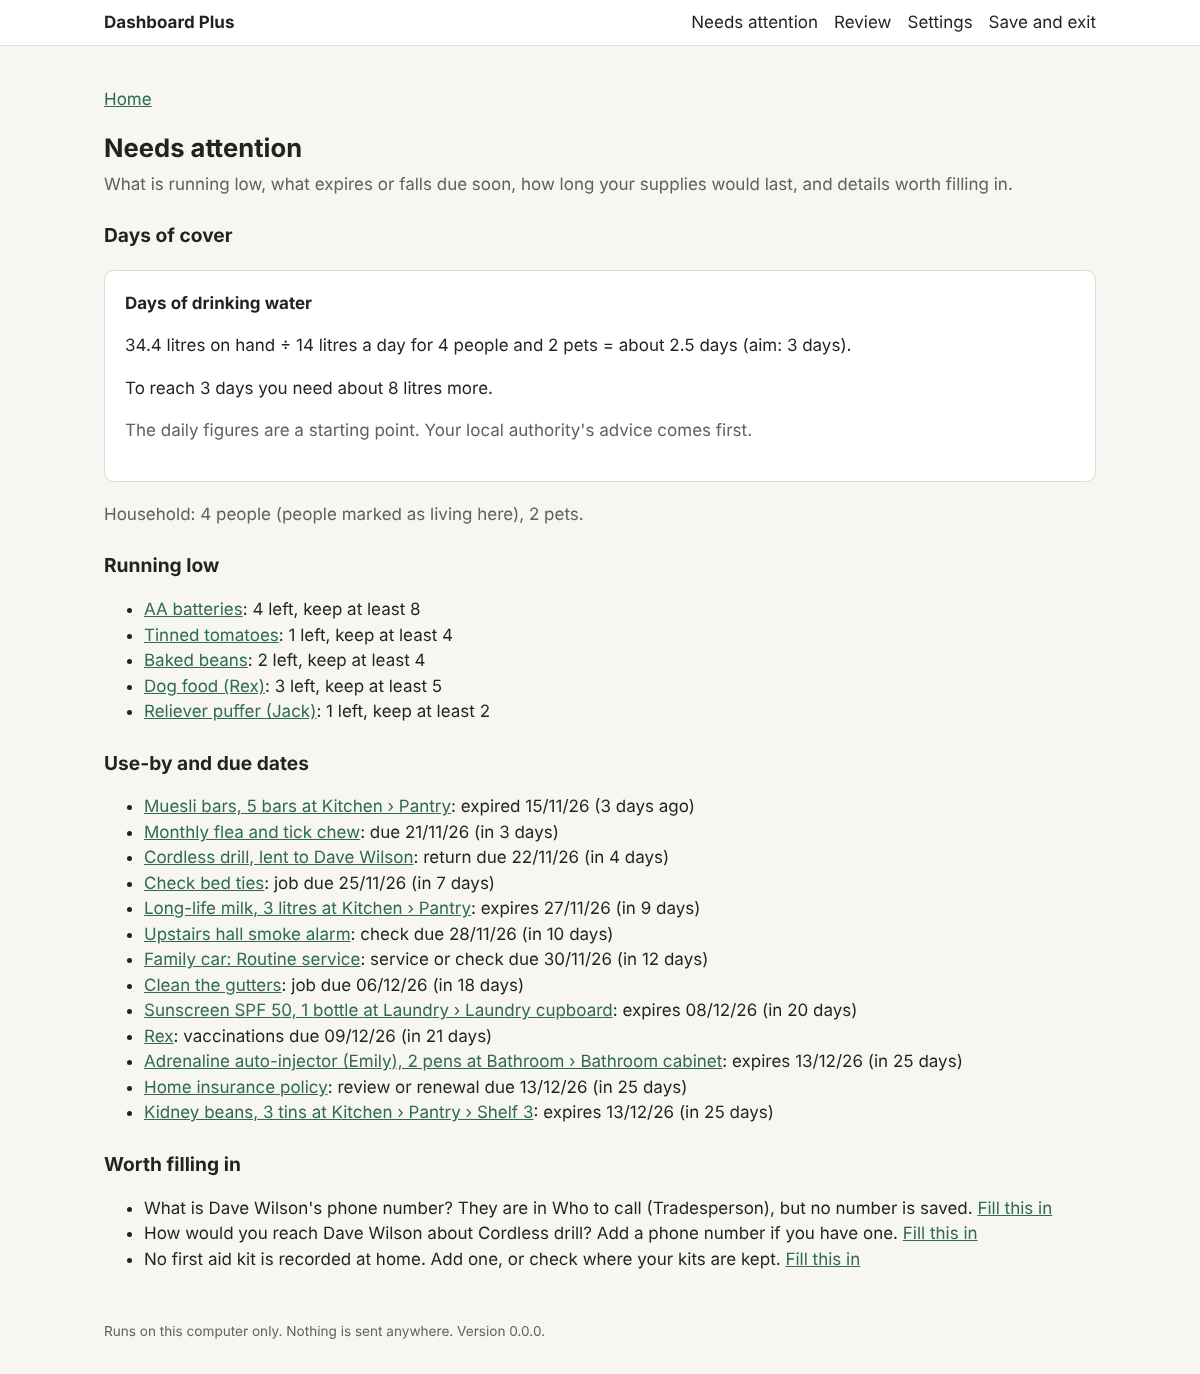 Dashboard Plus
Needs attention Review Settings Save and exit
Home
Needs attention
What is running low, what expires or falls due soon, how long your supplies would last, and details worth filling in.
Days of cover
Days of drinking water
34.4 litres on hand ÷ 14 litres a day for 4 people and 2 pets = about 2.5 days (aim: 3 days).
To reach 3 days you need about 8 litres more.
The daily figures are a starting point. Your local authority's advice comes first.
Household: 4 people (people marked as living here), 2 pets.
Running low
AA batteries: 4 left, keep at least 8
Tinned tomatoes: 1 left, keep at least 4
Baked beans: 2 left, keep at least 4
Dog food (Rex): 3 left, keep at least 5
Reliever puffer (Jack): 1 left, keep at least 2
Use-by and due dates
Muesli bars, 5 bars at Kitchen › Pantry: expired 15/11/26 (3 days ago)
Monthly flea and tick chew: due 21/11/26 (in 3 days)
Cordless drill, lent to Dave Wilson: return due 22/11/26 (in 4 days)
Check bed ties: job due 25/11/26 (in 7 days)
Long-life milk, 3 litres at Kitchen › Pantry: expires 27/11/26 (in 9 days)
Upstairs hall smoke alarm: check due 28/11/26 (in 10 days)
Family car: Routine service: service or check due 30/11/26 (in 12 days)
Clean the gutters: job due 06/12/26 (in 18 days)
Sunscreen SPF 50, 1 bottle at Laundry › Laundry cupboard: expires 08/12/26 (in 20 days)
Rex: vaccinations due 09/12/26 (in 21 days)
Adrenaline auto-injector (Emily), 2 pens at Bathroom › Bathroom cabinet: expires 13/12/26 (in 25 days)
Home insurance policy: review or renewal due 13/12/26 (in 25 days)
Kidney beans, 3 tins at Kitchen › Pantry › Shelf 3: expires 13/12/26 (in 25 days)
Worth filling in
What is Dave Wilson's phone number? They are in Who to call (Tradesperson), but no number is saved. Fill this in
How would you reach Dave Wilson about Cordless drill? Add a phone number if you have one. Fill this in
No first aid kit is recorded at home. Add one, or check where your kits are kept. Fill this in
Runs on this computer only. Nothing is sent anywhere. Version 0.0.0.